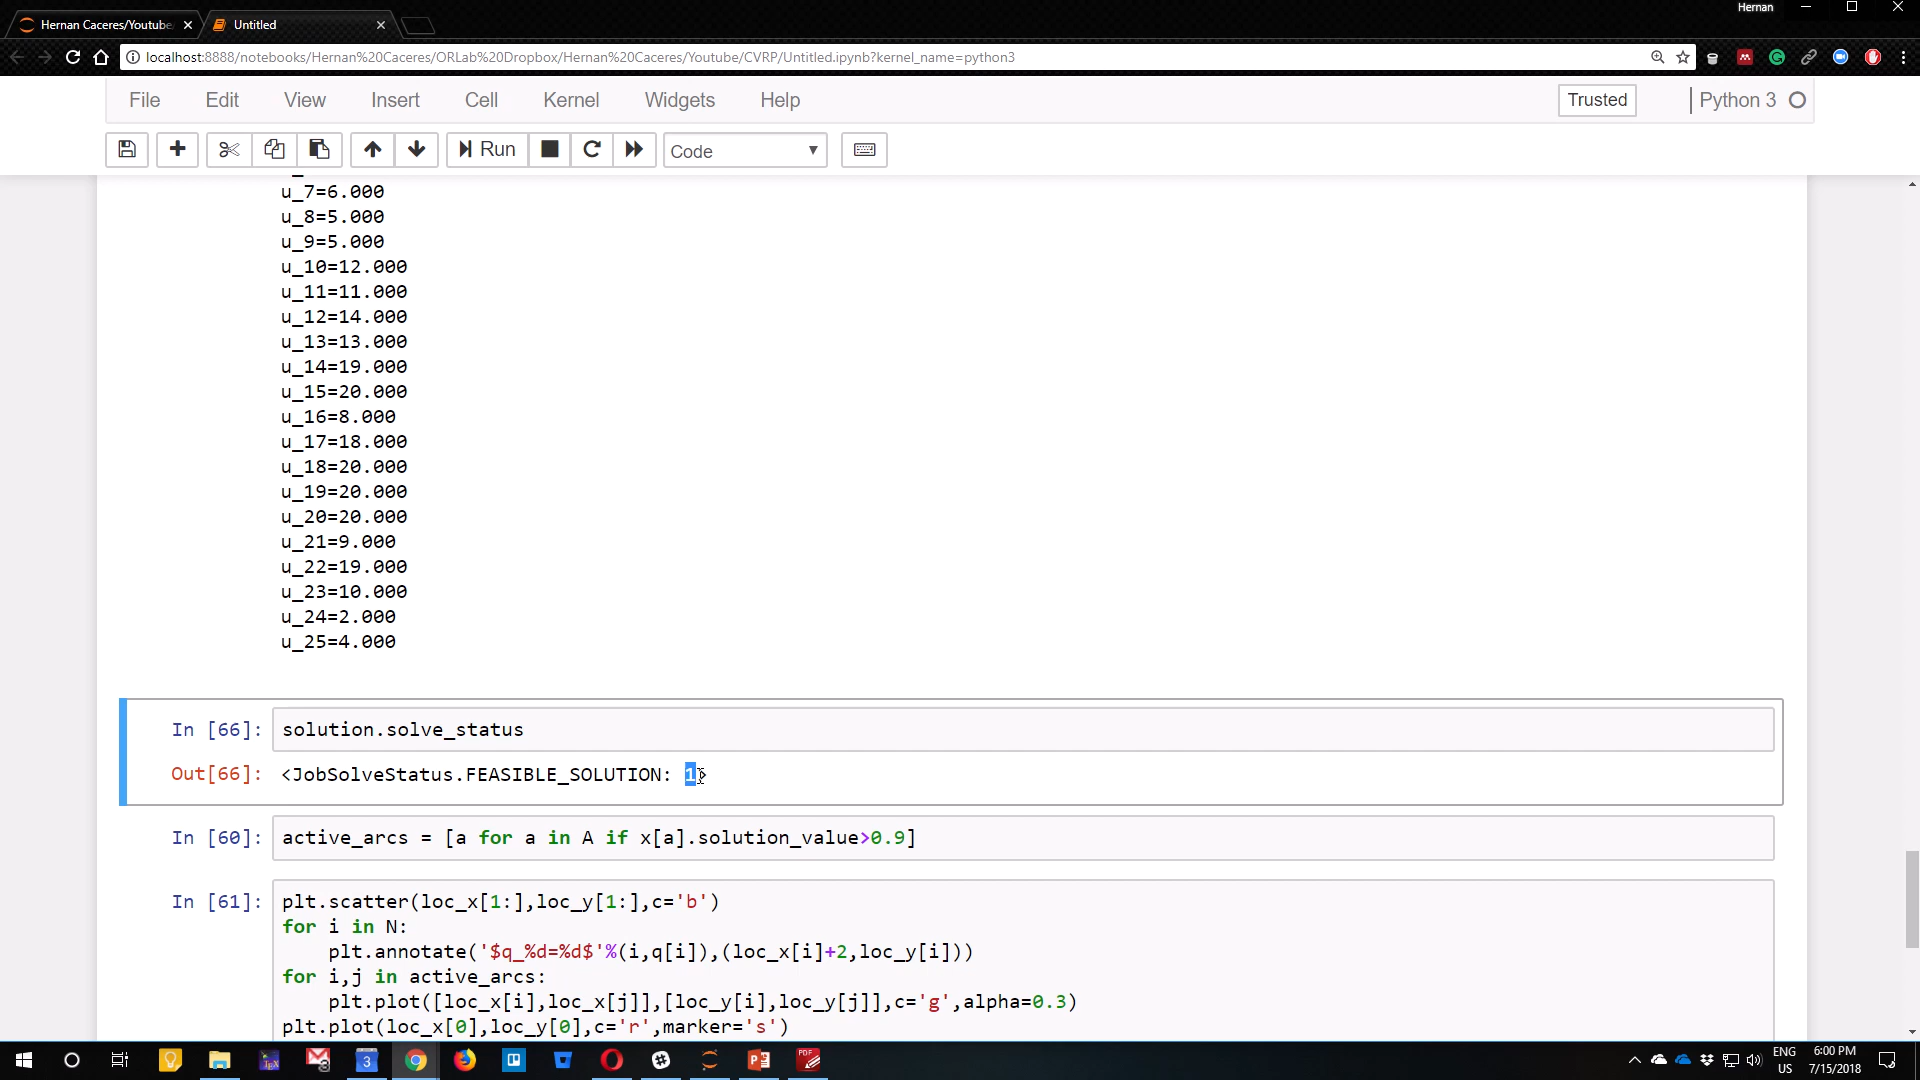 Hernan Caceres/Youtube
Untitled
Hernan
localhost:8888/notebooks/Hernan%20Caceres/ORLab%20Dropbox/Hernan%20Caceres/Youtube/CVRP/Untitled.ipynb?kernel_name=python3
File Edit View Insert Cell Kernel Widgets Help
Trusted
Python 3
Run
Code
u_7=6.000
u_8=5.000
u_9=5.000
u_10=12.000
u_11=11.000
u_12=14.000
u_13=13.000
u_14=19.000
u_15=20.000
u_16=8.000
u_17=18.000
u_18=20.000
u_19=20.000
u_20=20.000
u_21=9.000
u_22=19.000
u_23=10.000
u_24=2.000
u_25=4.000
In [66]: solution.solve_status
Out[66]: <JobSolveStatus.FEASIBLE_SOLUTION: 1>
In [60]: active_arcs = [a for a in A if x[a].solution_value>0.9]
In [61]: plt.scatter(loc_x[1:],loc_y[1:],c='b')
for i in N:
    plt.annotate('$q_%d=%d$'%(i,q[i]),(loc_x[i]+2,loc_y[i]))
for i,j in active_arcs:
    plt.plot([loc_x[i],loc_x[j]],[loc_y[i],loc_y[j]],c='g',alpha=0.3)
plt.plot(loc_x[0],loc_y[0],c='r',marker='s')
ENG
US
6:00 PM
7/15/2018